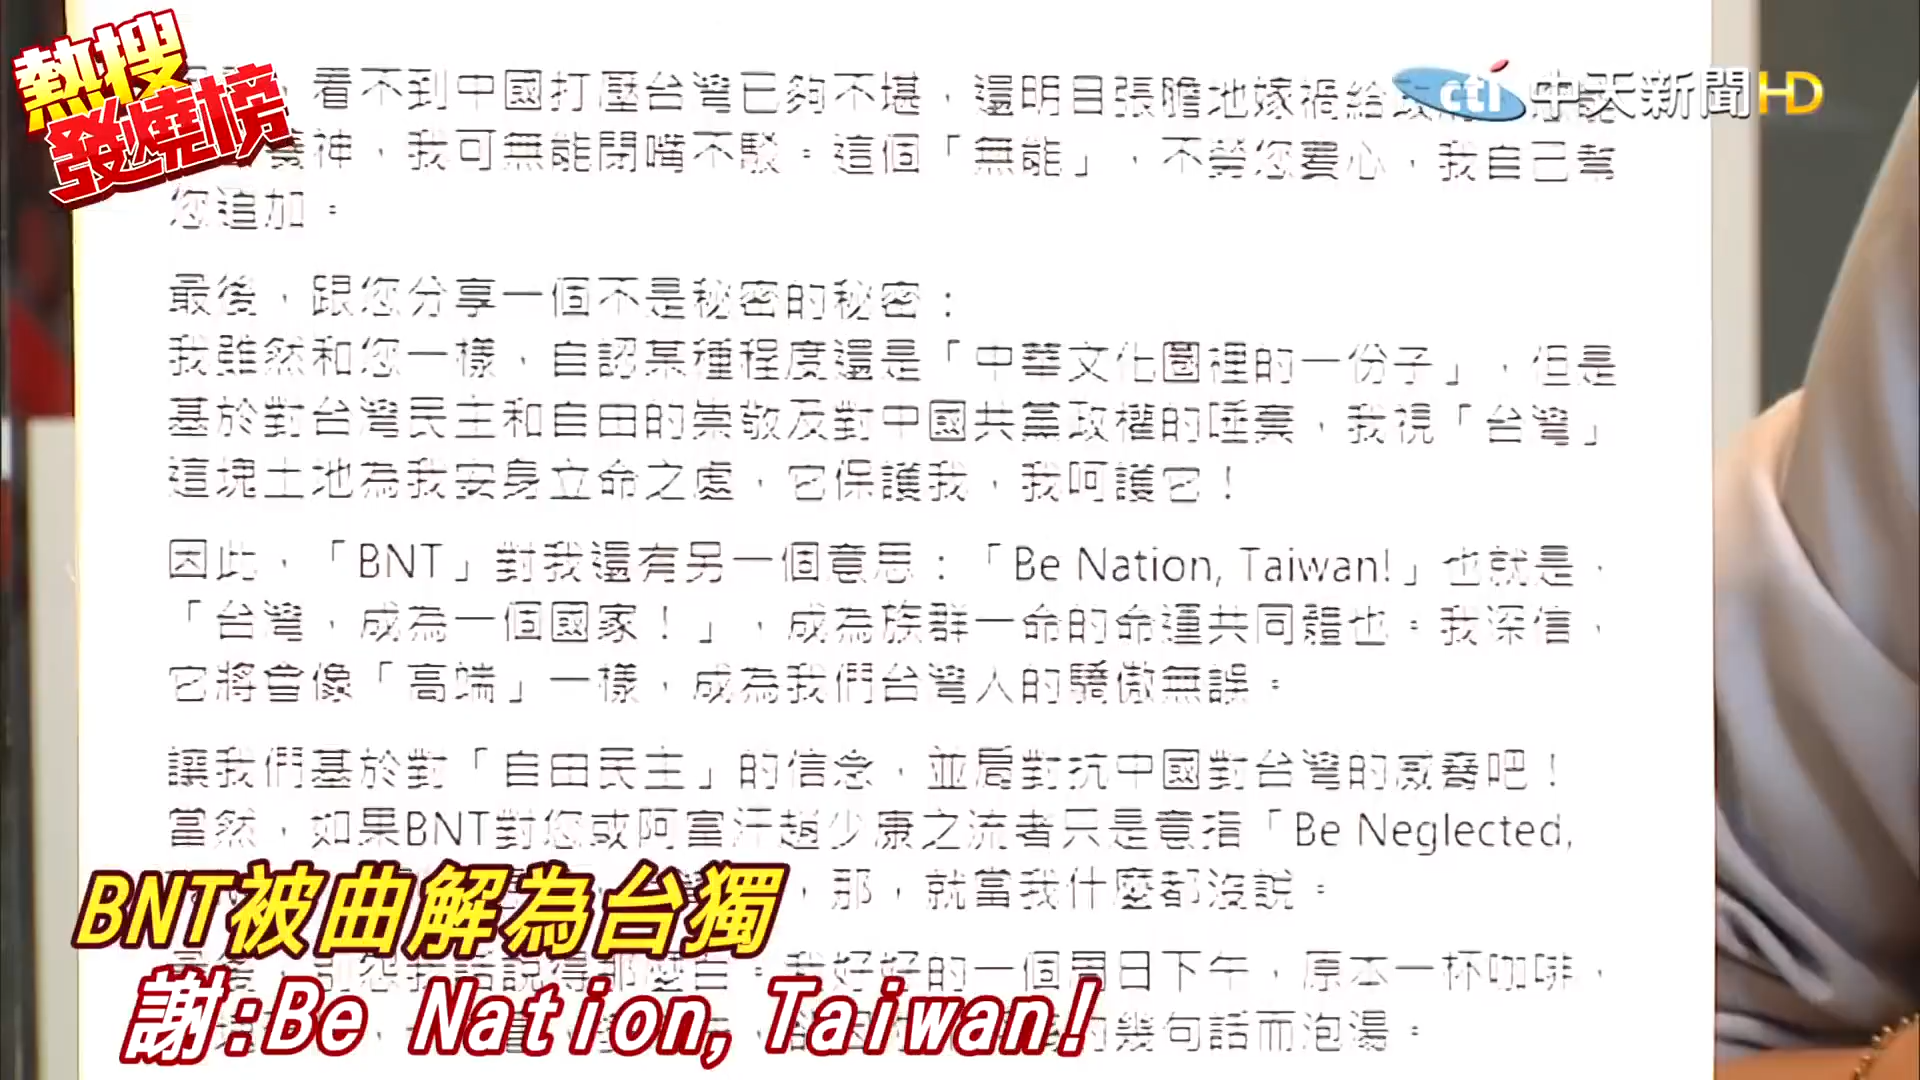 熱搜
發燒榜
cti 中天新聞HD
看不到中國打壓台灣已夠不堪，還明目張膽地嫁禍給
神，我可無能閉嘴不駁。這個「無能」，不勞您費心，我自己幫
您追加。
最後，跟您分享一個不是秘密的秘密：
我雖然和您一樣，自認某種程度還是「中華文化圈裡的一份子」，但是
基於對台灣民主和自由的崇敬及對中國共黨政權的唾棄，我視「台灣」
這塊土地為我安身立命之處，它保護我，我呵護它！
因此，「BNT」對我還有另一個意思：「Be Nation, Taiwan!」也就是，
「台灣，成為一個國家！」，成為族群一命的命運共同體也。我深信，
它將會像「高端」一樣，成為我們台灣人的驕傲無誤。
讓我們基於對「自由民主」的信念，並肩對抗中國對台灣的威脅吧！
當然，如果BNT對您或阿富汗趙少康之流者只是意指「Be Neglected,
，那，就當我什麼都沒說。
BNT被曲解為台獨
我好好的一個周日下午，原本一杯咖啡，
的幾句話而泡湯。
謝:Be Nation,Taiwan!